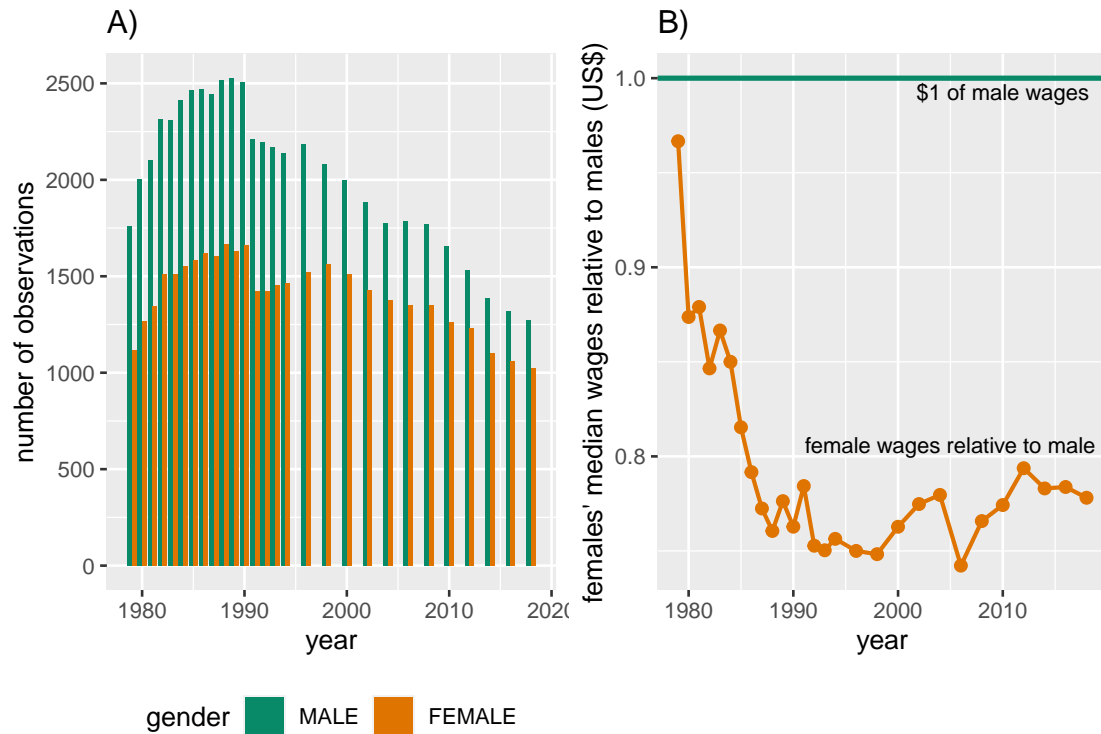 A)
number of observations
2500
2000
1500
1000
500
0
1980 1990 2000 2010 202
year
B)
females' median wages relative to males (US$)
1.0
0.9
0.8
$1 of male wages
female wages relative to male
1980 1990 2000 2010
year
gender MALE FEMALE